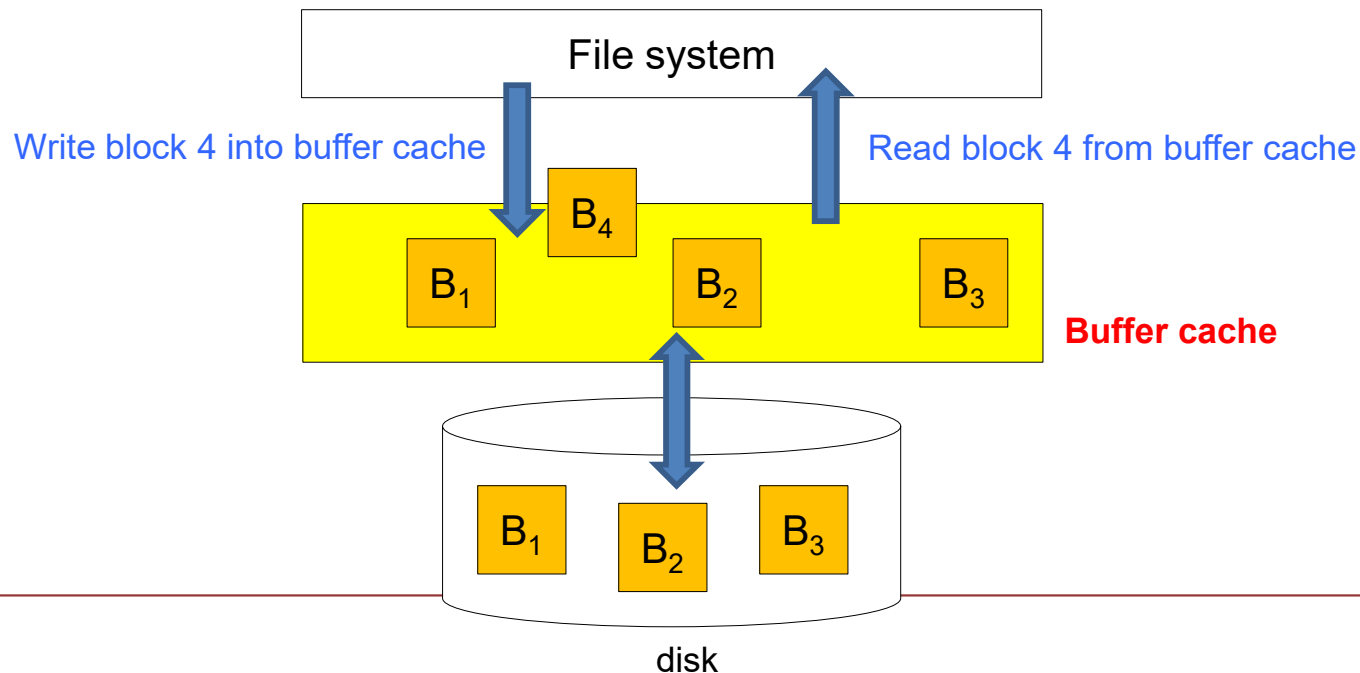 File system
Write block 4 into buffer cache
Read block 4 from buffer cache
B₄
B₁
B₂
B₃
Buffer cache
B₁
B₂
B₃
disk